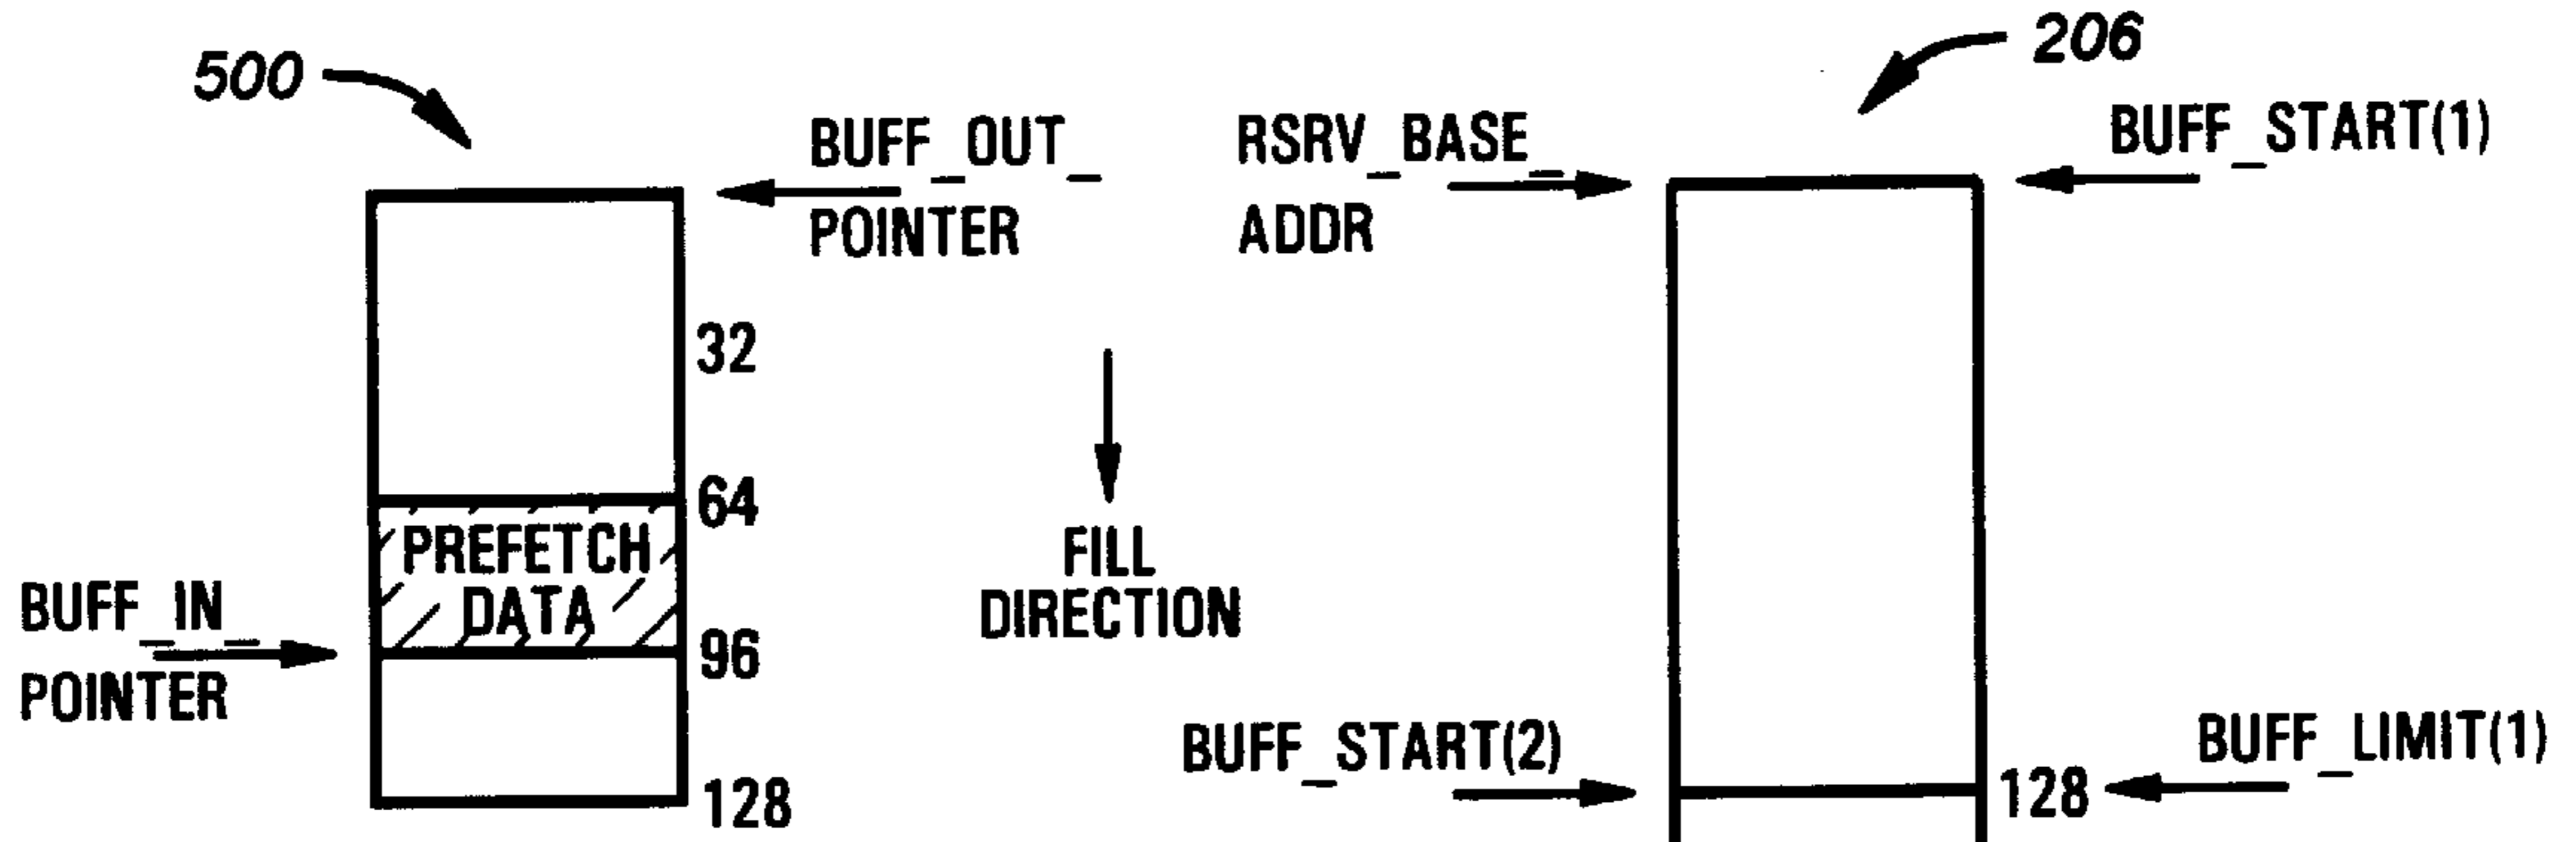 500
BUFF_OUT_
POINTER
32
64
PREFETCH
DATA
96
128
BUFF_IN_
POINTER
FILL
DIRECTION
206
RSRV_BASE_
ADDR
BUFF_START(1)
BUFF_START(2)
128
BUFF_LIMIT(1)